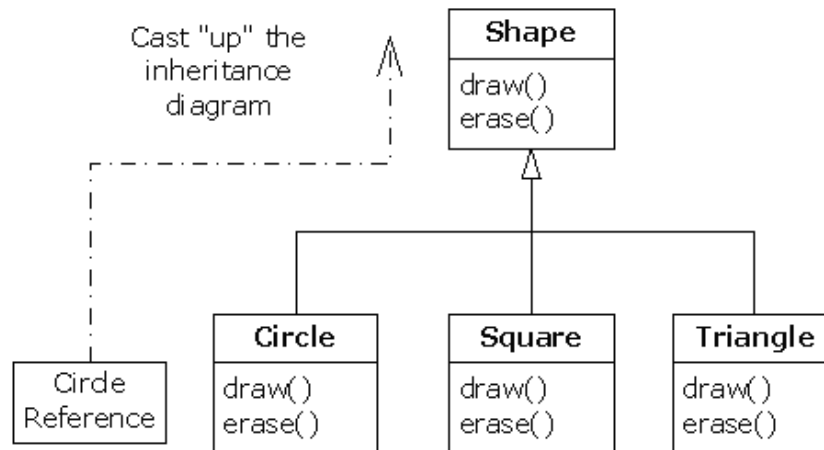 Cast "up" the
inheritance
diagram
Shape
draw()
erase()
Circle
draw()
erase()
Square
draw()
erase()
Triangle
draw()
erase()
Circle
Reference